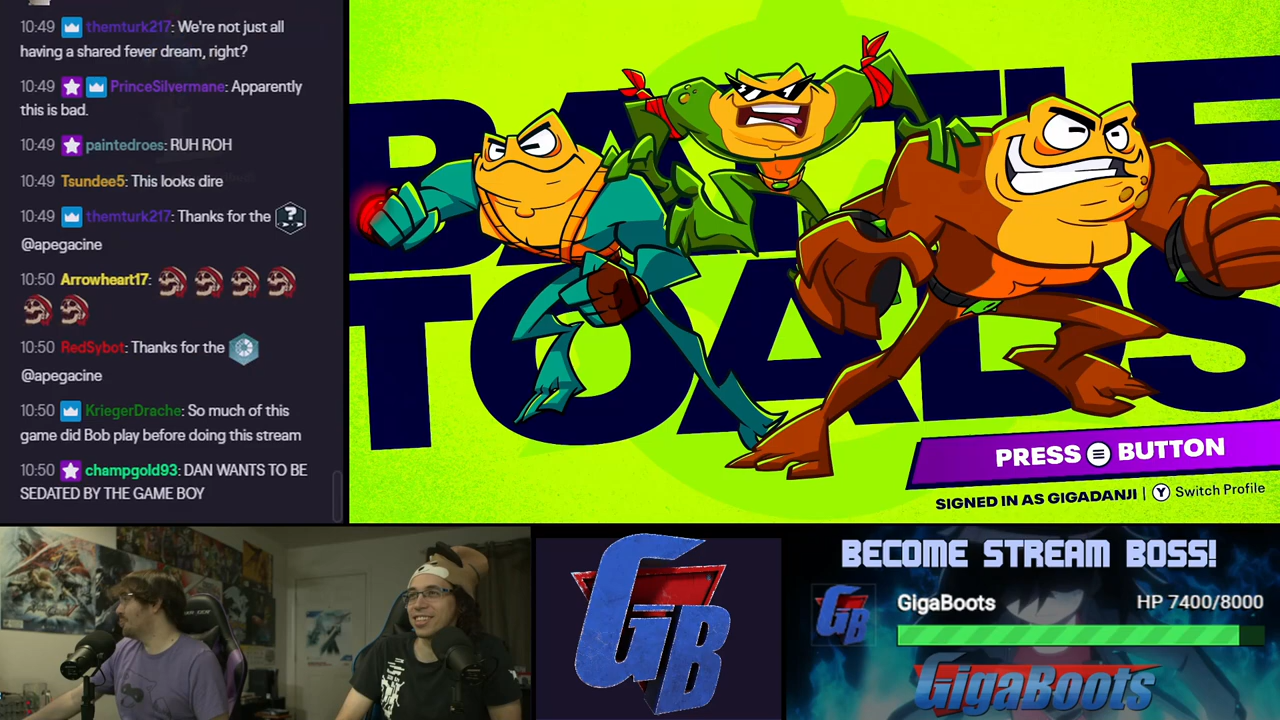 10:49 themturk217: We're not just all
having a shared fever dream, right?
10:49 PrinceSilvermane: Apparently
this is bad.
10:49 paintedroes: RUH ROH
10:49 Tsundee5: This looks dire
10:49 themturk217: Thanks for the
@apegacine
10:50 Arrowheart17:
10:50 RedSybot: Thanks for the
@apegacine
10:50 KriegerDrache: So much of this
game did Bob play before doing this stream
10:50 champgold93: DAN WANTS TO BE
SEDATED BY THE GAME BOY
BATTLE
TOADS
PRESS BUTTON
SIGNED IN AS GIGADANJI | Y Switch Profile
GB
BECOME STREAM BOSS!
GB
GigaBoots HP 7400/8000
GigaBoots